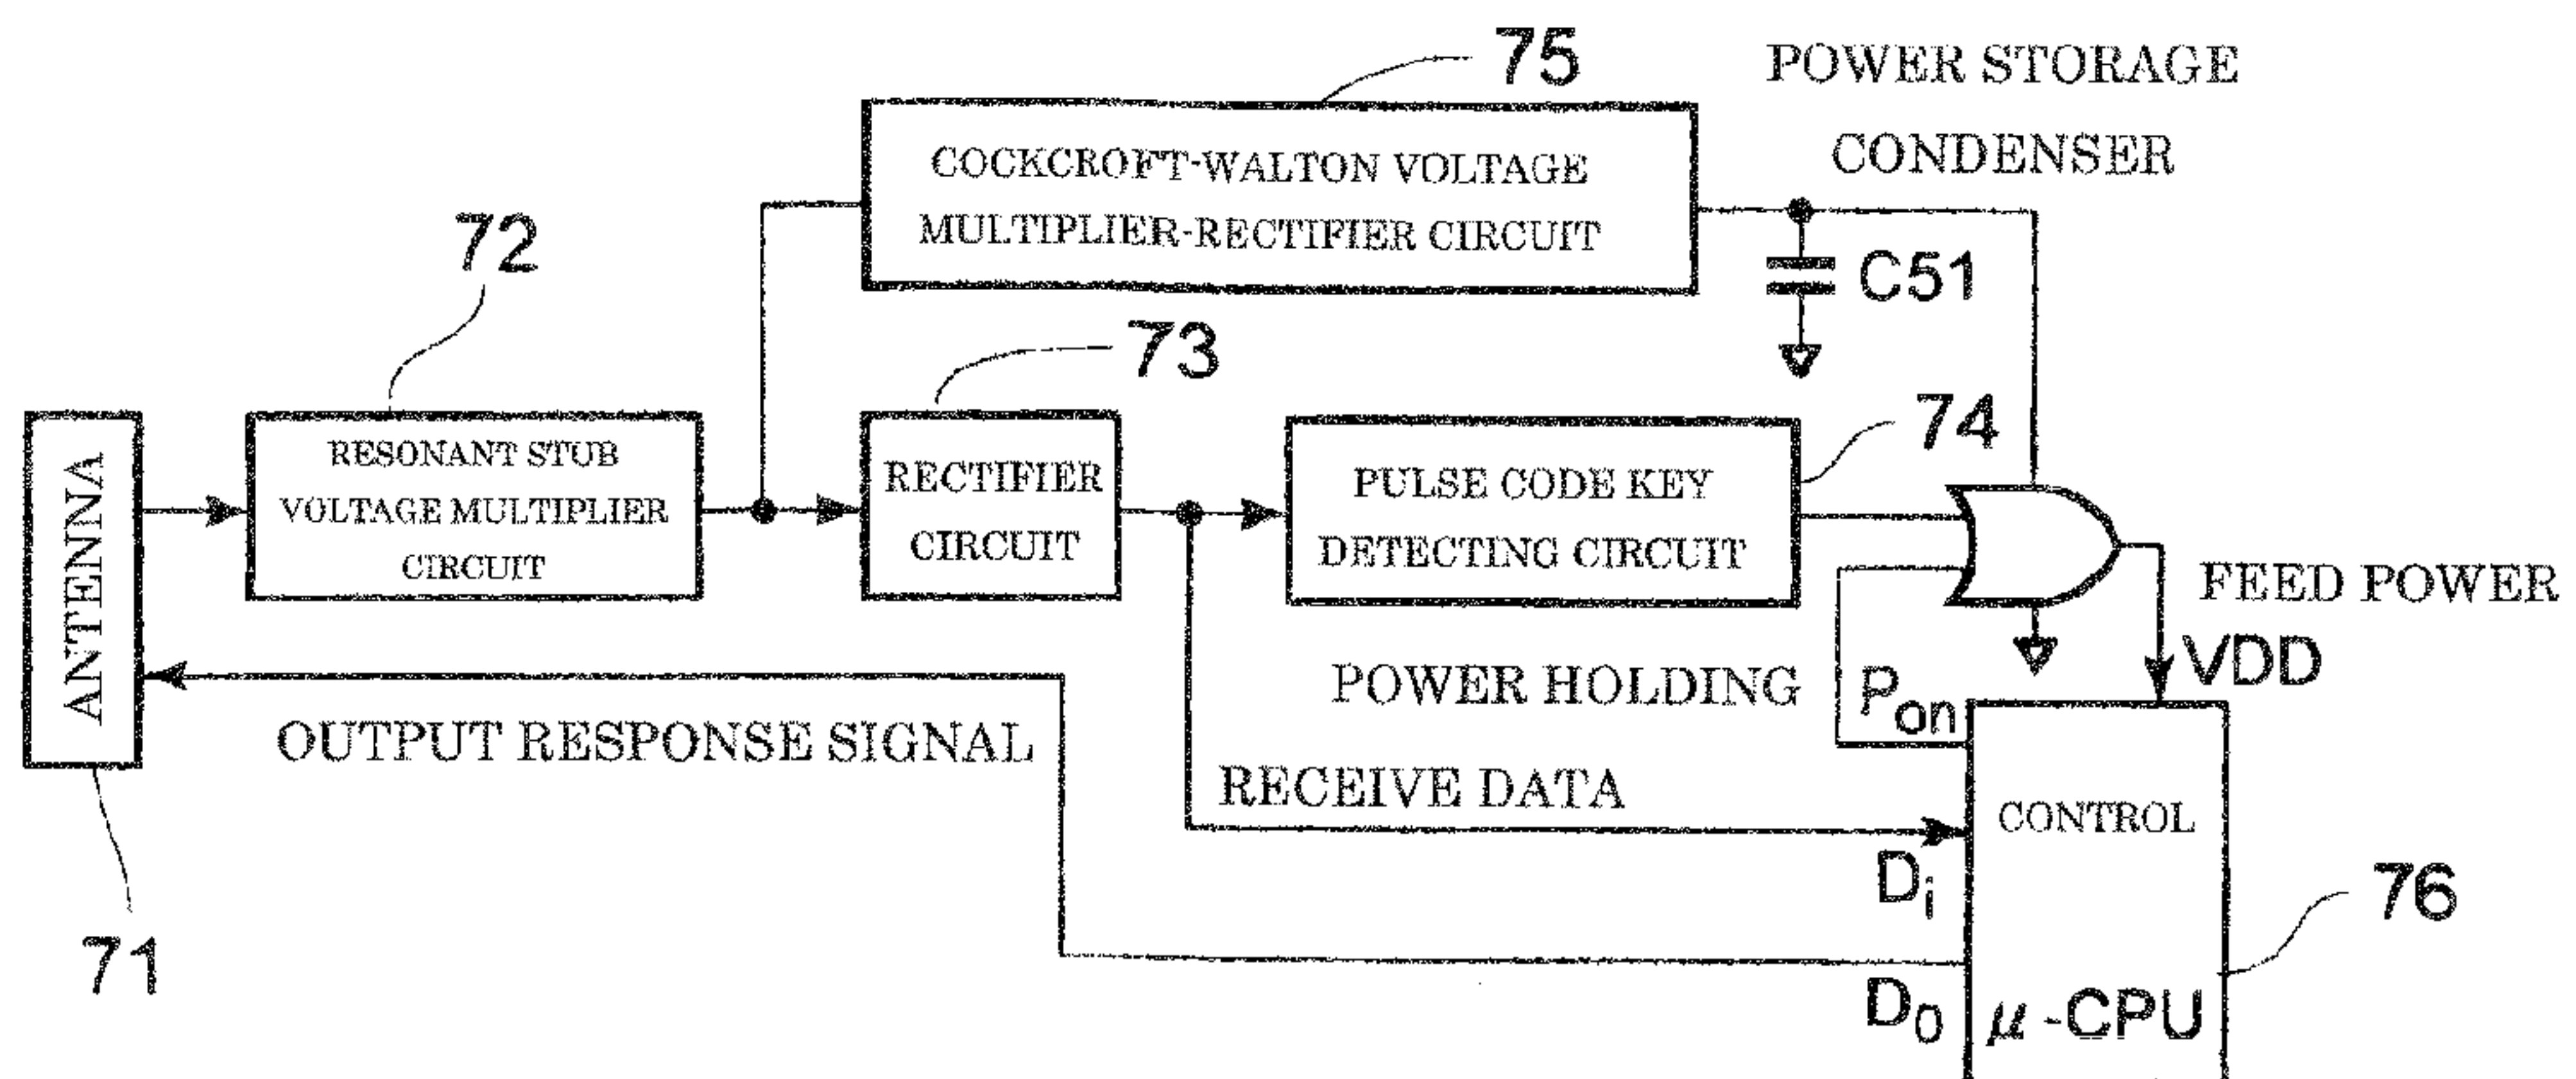 75
POWER STORAGE
CONDENSER
COCKCROFT-WALTON VOLTAGE
MULTIPLIER-RECTIFIER CIRCUIT
C51
72
73
74
ANTENNA
RESONANT STUB
VOLTAGE MULTIPLIER
CIRCUIT
RECTIFIER
CIRCUIT
PULSE CODE KEY
DETECTING CIRCUIT
FEED POWER
VDD
POWER HOLDING
Pon
OUTPUT RESPONSE SIGNAL
RECEIVE DATA
CONTROL
Di
76
71
D0
μ-CPU